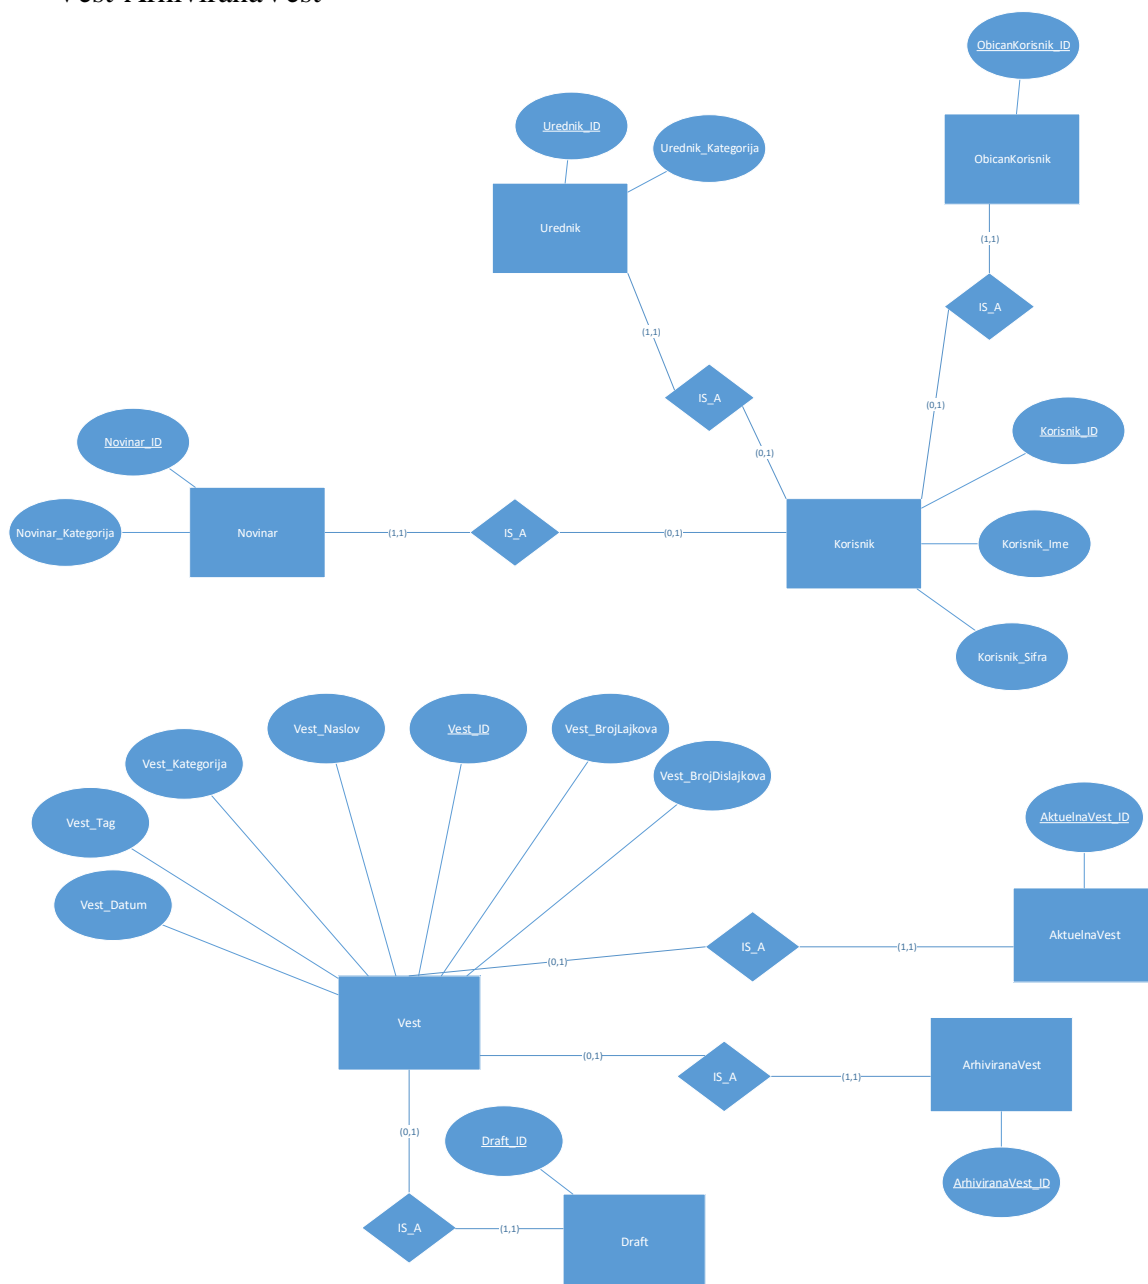 Vest-ArhiviranaVest
ObicanKorisnik_ID
Urednik_ID
Urednik_Kategorija
ObicanKorisnik
Urednik
(1,1)
IS_A
(1,1)
IS_A
(0,1)
Korisnik_ID
Novinar_ID
(0,1)
Novinar_Kategorija
Novinar
(1,1)
IS_A
(0,1)
Korisnik
Korisnik_Ime
Korisnik_Sifra
Vest_Naslov
Vest_ID
Vest_BrojLajkova
Vest_Kategorija
Vest_BrojDislajkova
Vest_Tag
AktuelnaVest_ID
Vest_Datum
AktuelnaVest
IS_A
(1,1)
(0,1)
Vest
(0,1)
ArhiviranaVest
IS_A
(1,1)
(0,1)
Draft_ID
ArhiviranaVest_ID
IS_A
(1,1)
Draft